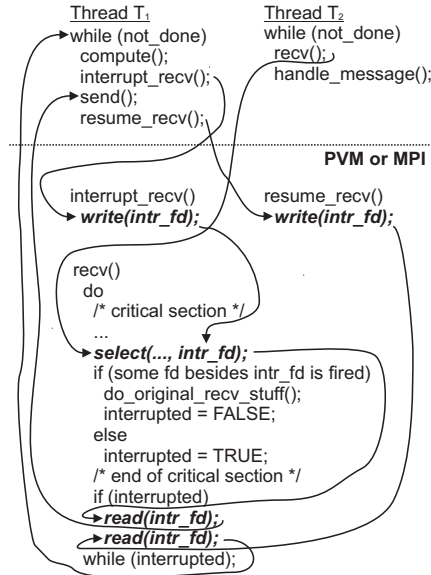 Thread T₁ Thread T₂
while (not_done) while (not_done)
compute(); recv();
interrupt_recv(); handle_message();
send();
resume_recv();
PVM or MPI
interrupt_recv() resume_recv()
write(intr_fd); write(intr_fd);
recv()
do
/* critical section */
...
select(..., intr_fd);
if (some fd besides intr_fd is fired)
do_original_recv_stuff();
interrupted = FALSE;
else
interrupted = TRUE;
/* end of critical section */
if (interrupted)
read(intr_fd);
read(intr_fd);
while (interrupted);